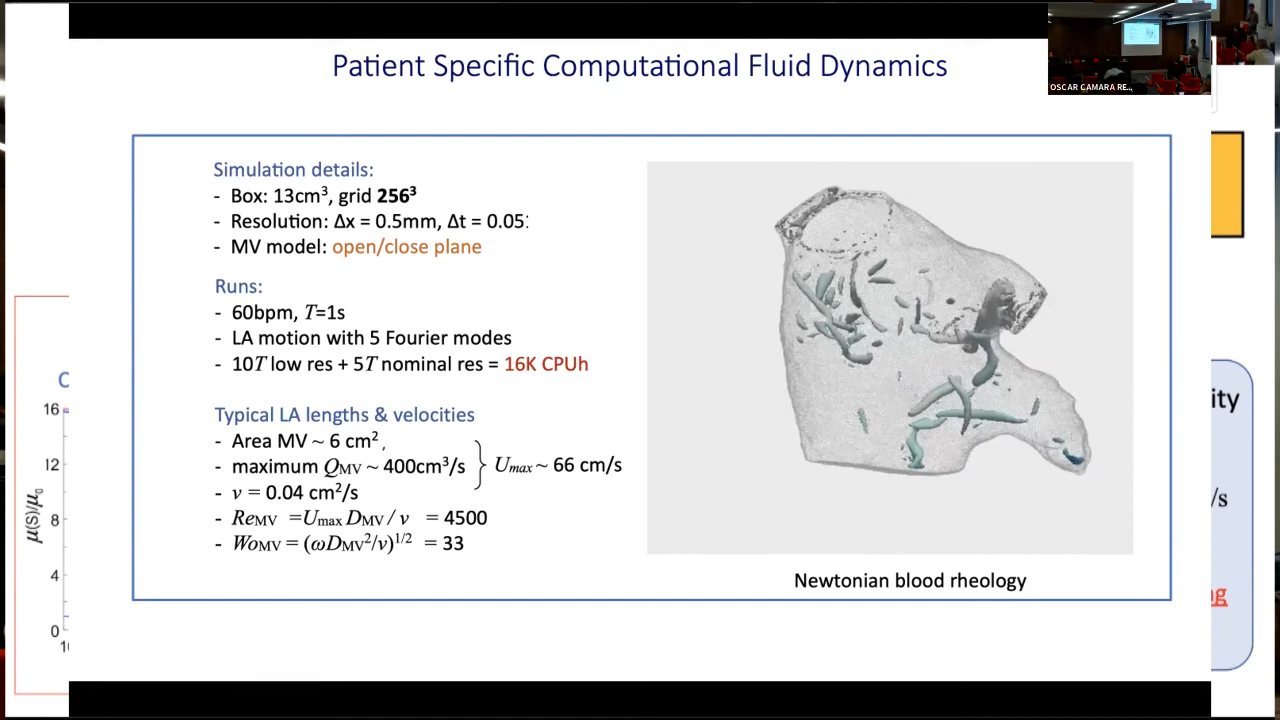 Patient Specific Computational Fluid Dynamics
OSCAR CAMARA RE...
Simulation details:
- Box: 13cm³, grid 256³
- Resolution: Δx = 0.5mm, Δt = 0.05
- MV model: open/close plane
Runs:
- 60bpm, T=1s
- LA motion with 5 Fourier modes
- 10T low res + 5T nominal res = 16K CPUh
Typical LA lengths & velocities
- Area MV ~ 6 cm²,
- maximum QMV ~ 400cm³/s
Umax ~ 66 cm/s
- ν = 0.04 cm²/s
- ReMV =Umax DMV / ν = 4500
- WoMV = (ωDMV²/ν)1/2 = 33
Newtonian blood rheology
16
12
8
4
0
μ(S)/μ0
ity
/s